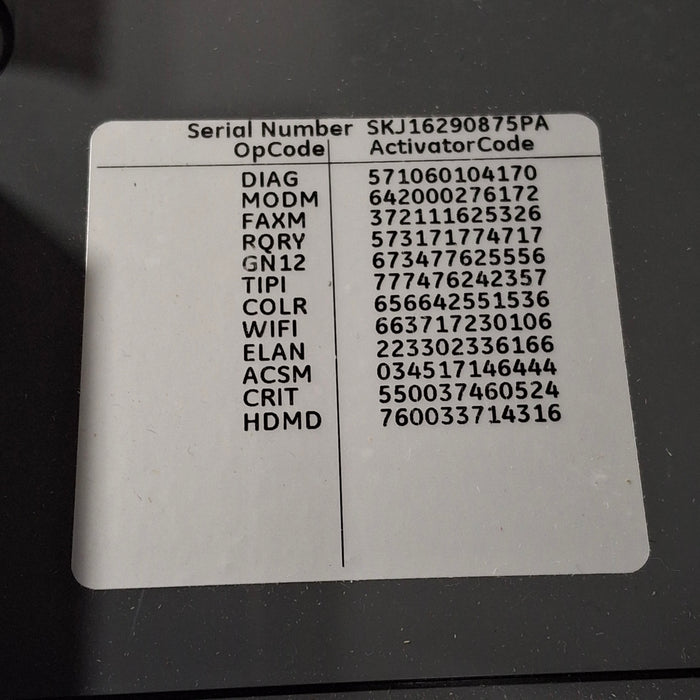 Serial Number SKJ16290875PA
OpCode ActivatorCode
DIAG 571060104170
MODM 642000276172
FAXM 372111625326
RQRY 573171774717
GN12 673477625556
TIPI 777476242357
COLR 656642551536
WIFI 663717230106
ELAN 223302336166
ACSM 034517146444
CRIT 550037460524
HDMD 760033714316